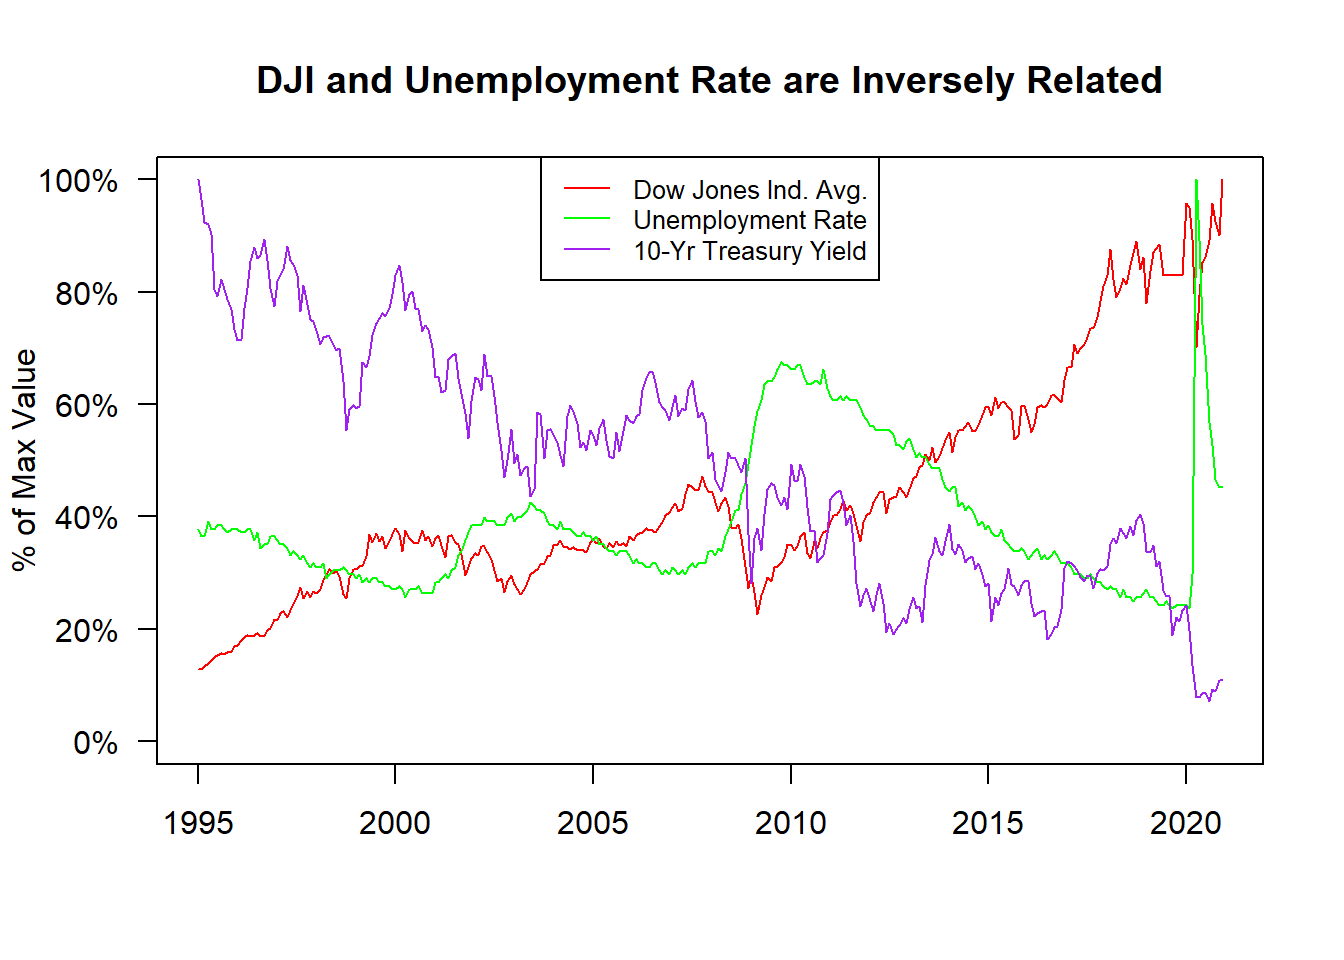 DJI and Unemployment Rate are Inversely Related
% of Max Value
100%
80%
60%
40%
20%
0%
Dow Jones Ind. Avg.
Unemployment Rate
10-Yr Treasury Yield
1995 2000 2005 2010 2015 2020